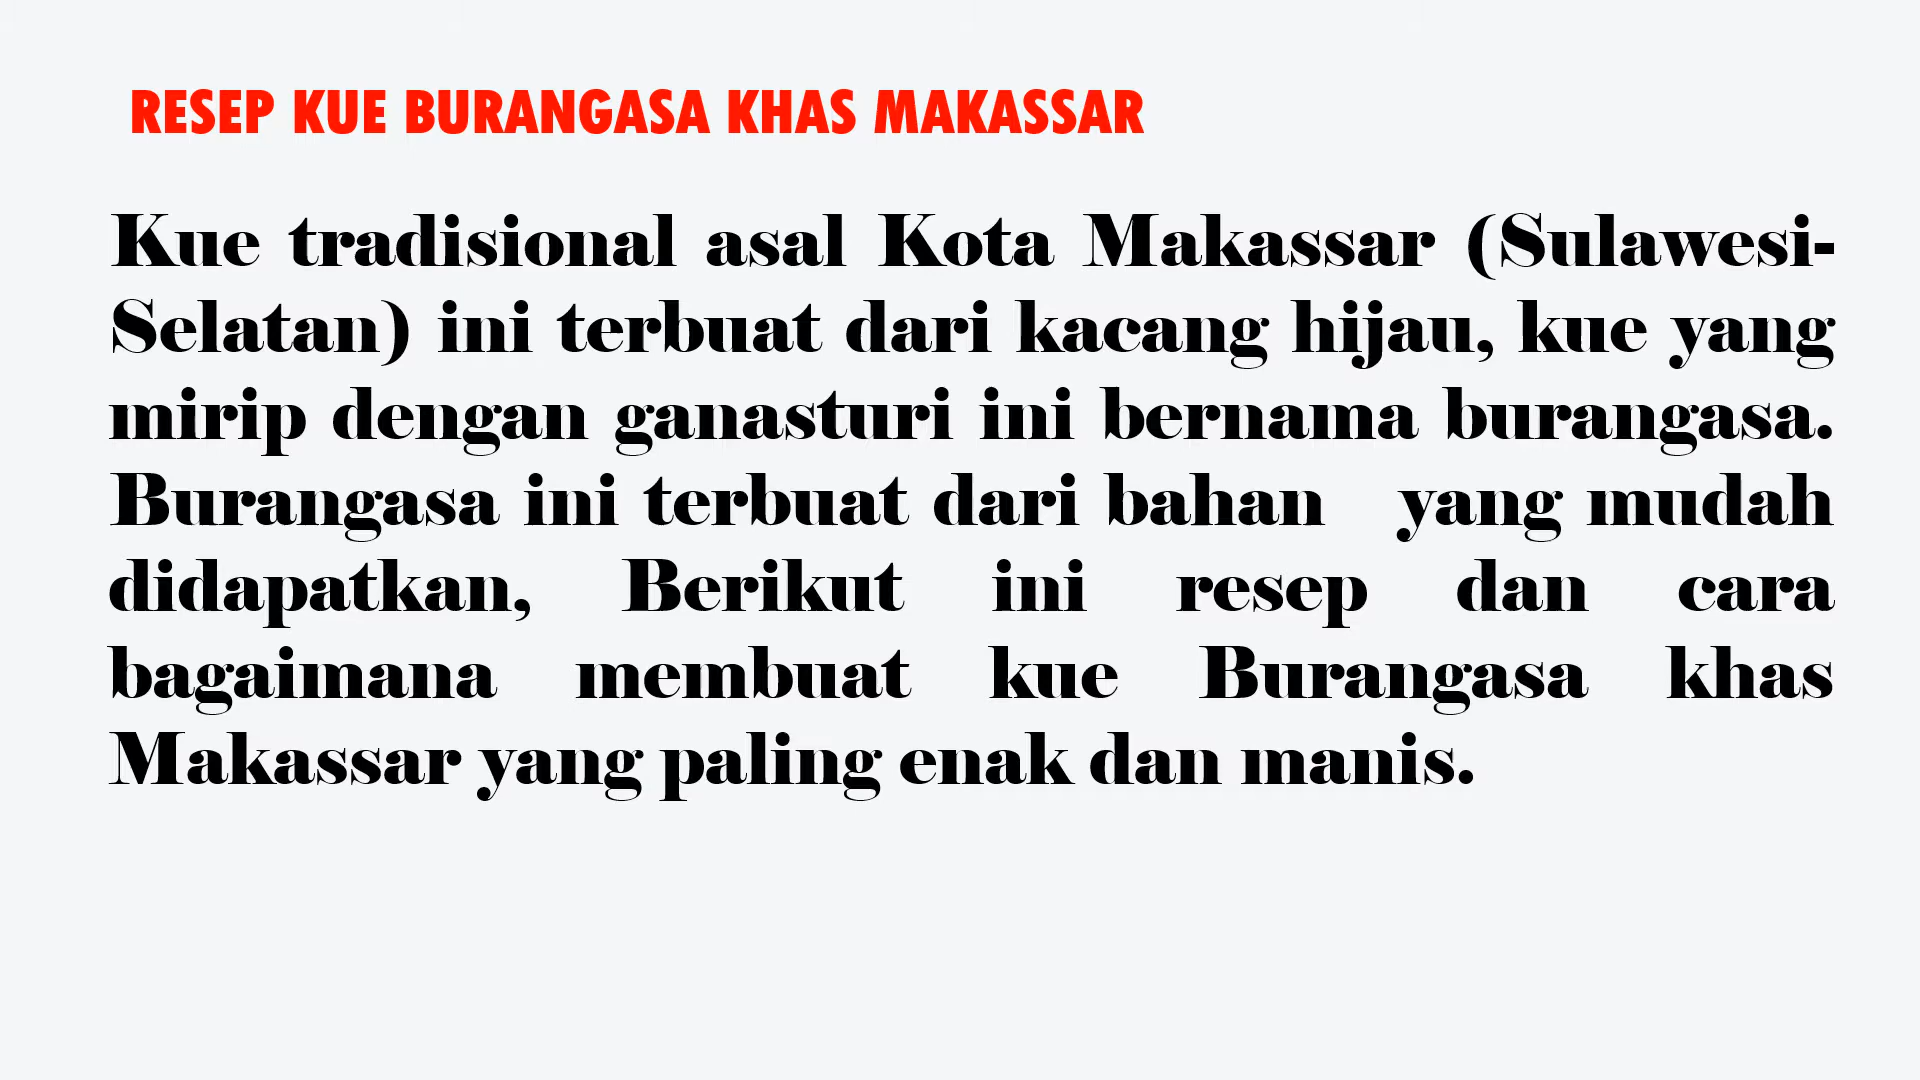 RESEP KUE BURANGASA KHAS MAKASSAR
Kue tradisional asal Kota Makassar (Sulawesi-
Selatan) ini terbuat dari kacang hijau, kue yang
mirip dengan ganasturi ini bernama burangasa.
Burangasa ini terbuat dari bahan yang mudah
didapatkan, Berikut ini resep dan cara
bagaimana membuat kue Burangasa khas
Makassar yang paling enak dan manis.